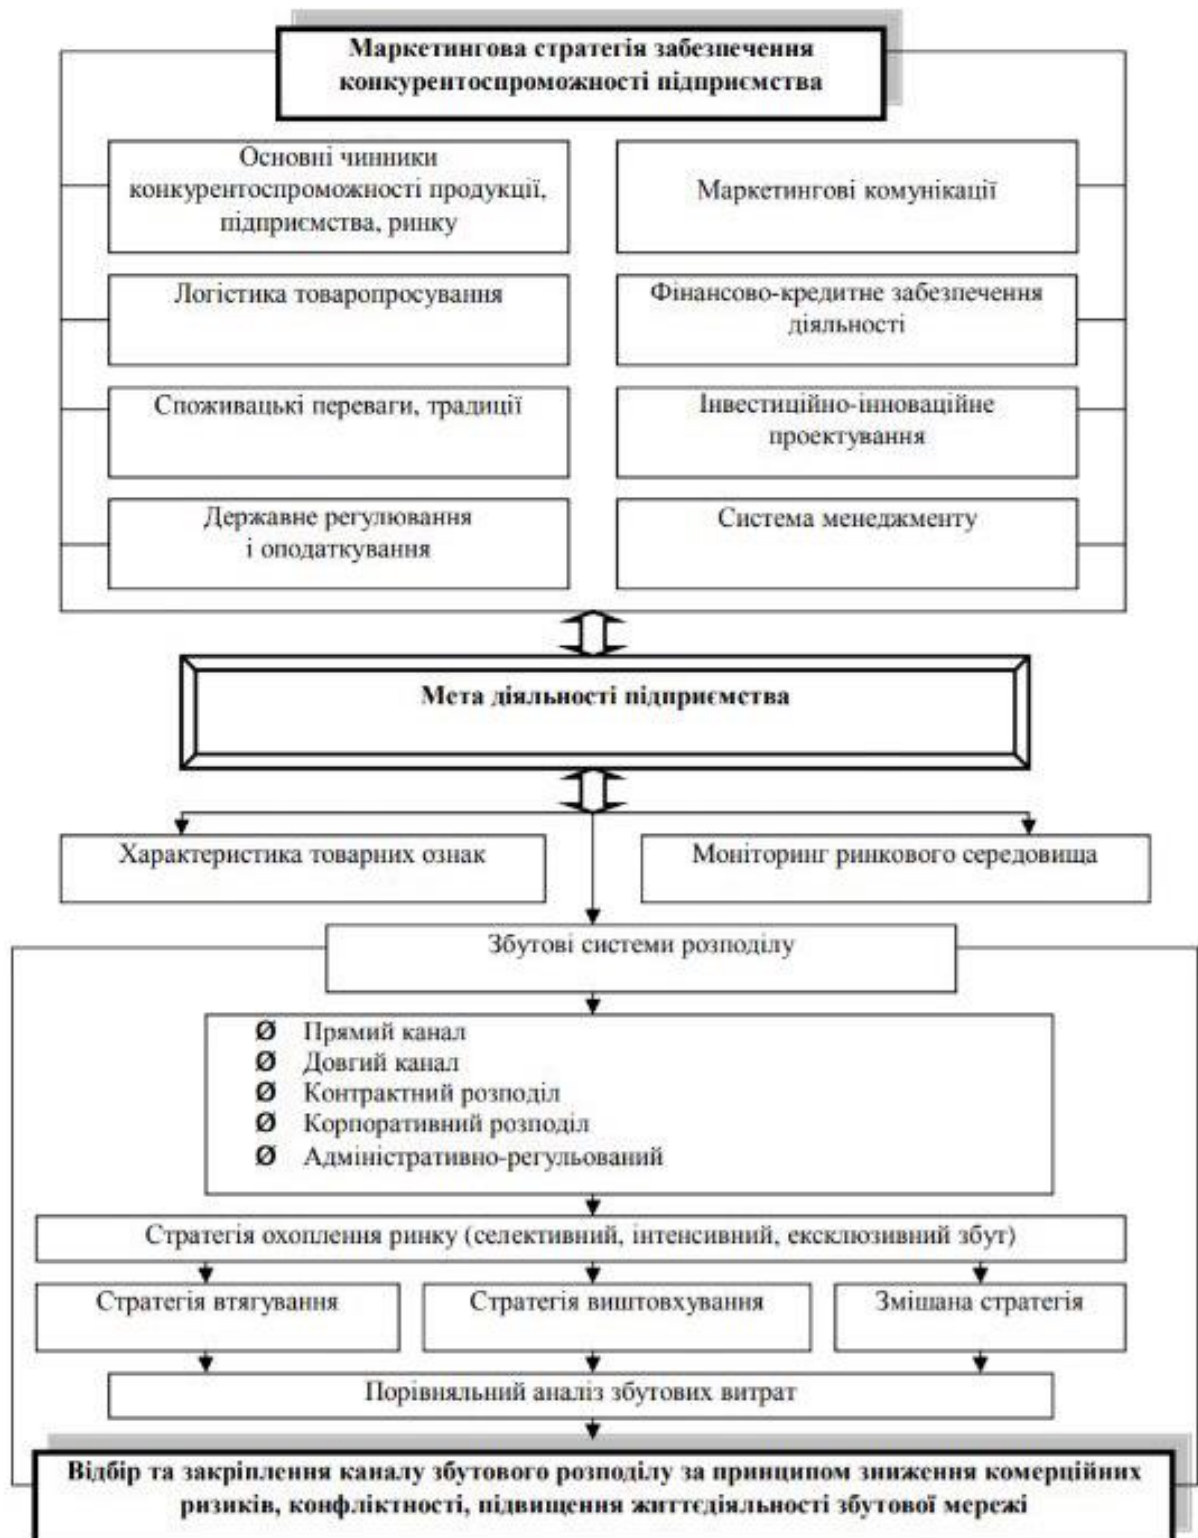 Маркетингова стратегія забезпечення
конкурентоспроможності підприємства
Основні чинники
конкурентоспроможності продукції,
підприємства, ринку
Маркетингові комунікації
Логістика товаропросування
Фінансово-кредитне забезпечення
діяльності
Споживацькі переваги, традиції
Інвестиційно-інноваційне
проектування
Державне регулювання
і оподаткування
Система менеджменту
Мета діяльності підприємства
Характеристика товарних ознак
Моніторинг ринкового середовища
Збутові системи розподілу
Ø Прямий канал
Ø Довгий канал
Ø Контрактний розподіл
Ø Корпоративний розподіл
Ø Адміністративно-регульований
Стратегія охоплення ринку (селективний, інтенсивний, ексклюзивний збут)
Стратегія втягування
Стратегія виштовхування
Змішана стратегія
Порівняльний аналіз збутових витрат
Відбір та закріплення каналу збутового розподілу за принципом зниження комерційних
ризиків, конфліктності, підвищення життєдіяльності збутової мережі